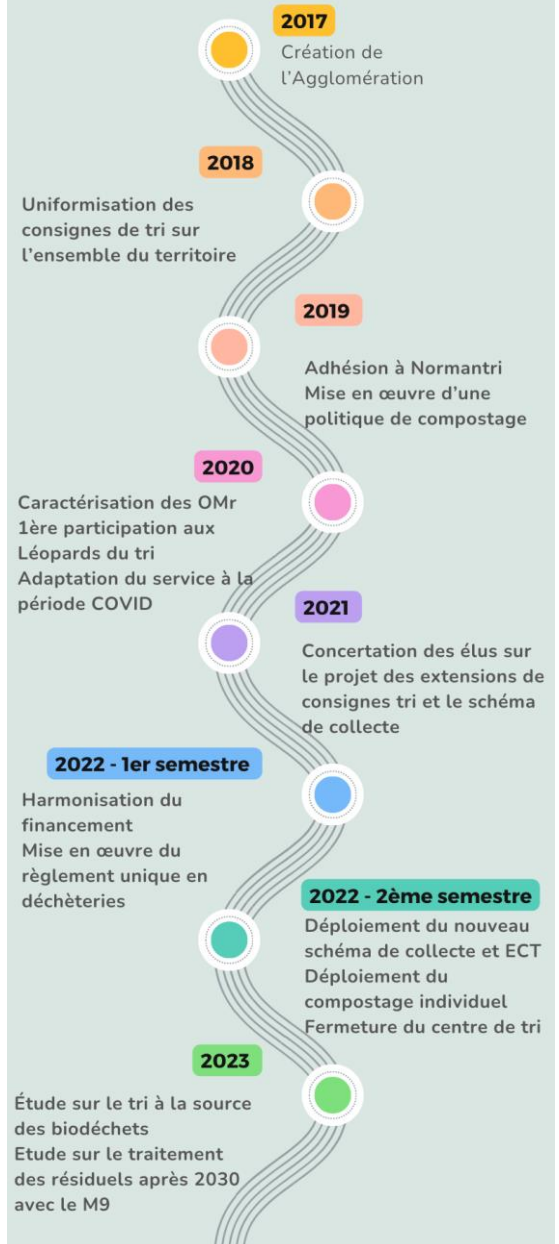 2017
Création de
l'Agglomération
2018
Uniformisation des
consignes de tri sur
l'ensemble du territoire
2019
Adhésion à Normantri
Mise en œuvre d'une
politique de compostage
2020
Caractérisation des OMr
1ère participation aux
Léopards du tri
Adaptation du service à la
période COVID
2021
Concertation des élus sur
le projet des extensions de
consignes tri et le schéma
de collecte
2022 - 1er semestre
Harmonisation du
financement
Mise en œuvre du
règlement unique en
déchèteries
2022 - 2ème semestre
Déploiement du nouveau
schéma de collecte et ECT
Déploiement du
compostage individuel
Fermeture du centre de tri
2023
Étude sur le tri à la source
des biodéchets
Etude sur le traitement
des résiduels après 2030
avec le M9